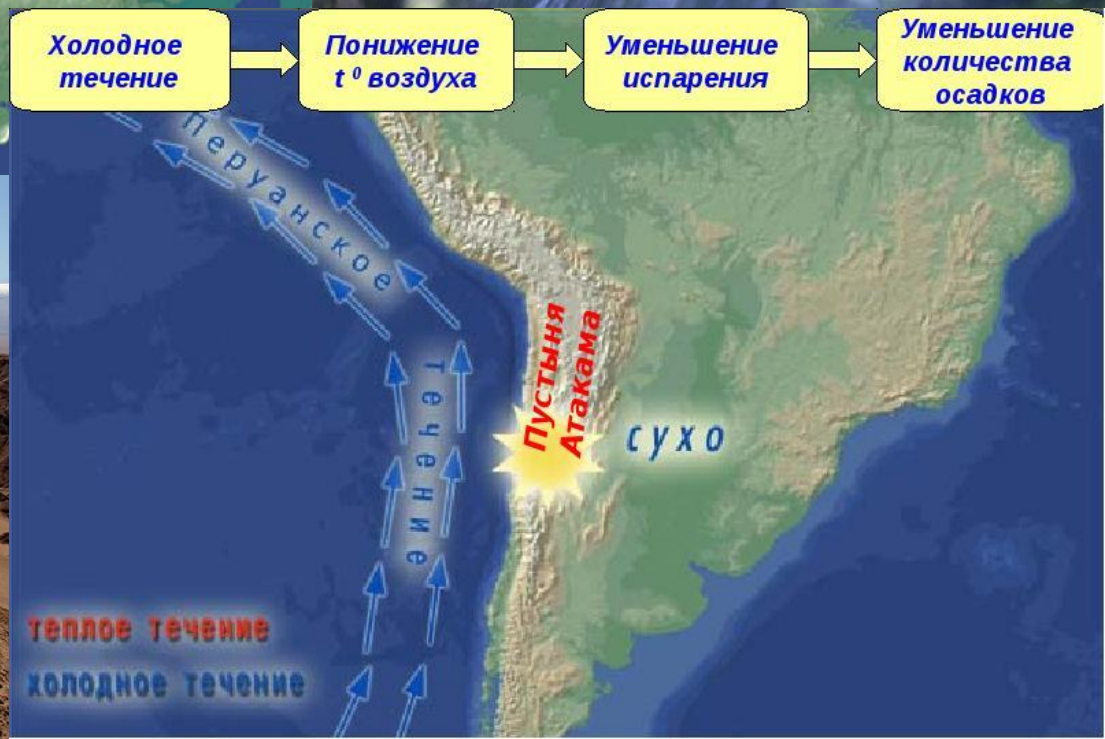 Холодное
течение
Понижение
t ⁰ воздуха
Уменьшение
испарения
Уменьшение
количества
осадков
Перуанское
течение
Пустыня
Атакама
сухо
теплое течение
холодное течение